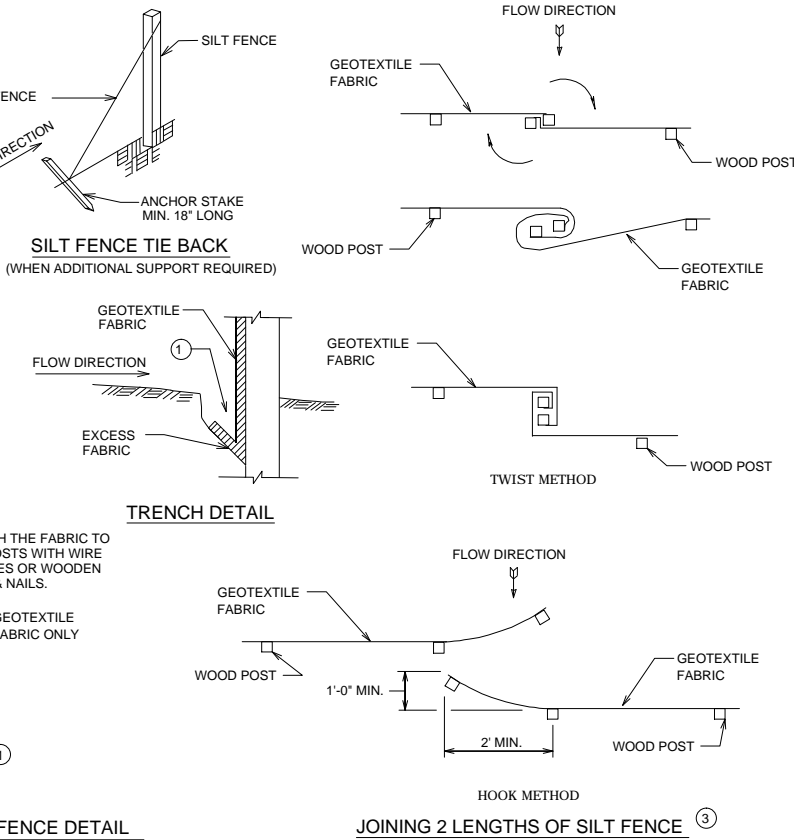 SILT FENCE
ENCE
DIRECTION
ANCHOR STAKE
MIN. 18" LONG
SILT FENCE TIE BACK
(WHEN ADDITIONAL SUPPORT REQUIRED)
GEOTEXTILE
FABRIC
1
FLOW DIRECTION
EXCESS
FABRIC
TRENCH DETAIL
H THE FABRIC TO
OSTS WITH WIRE
ES OR WOODEN
& NAILS.
GEOTEXTILE
ABRIC ONLY
FENCE DETAIL
FLOW DIRECTION
GEOTEXTILE
FABRIC
WOOD POST
WOOD POST
GEOTEXTILE
FABRIC
GEOTEXTILE
FABRIC
WOOD POST
TWIST METHOD
FLOW DIRECTION
GEOTEXTILE
FABRIC
WOOD POST
1'-0" MIN.
GEOTEXTILE
FABRIC
2' MIN.
WOOD POST
HOOK METHOD
JOINING 2 LENGTHS OF SILT FENCE 3